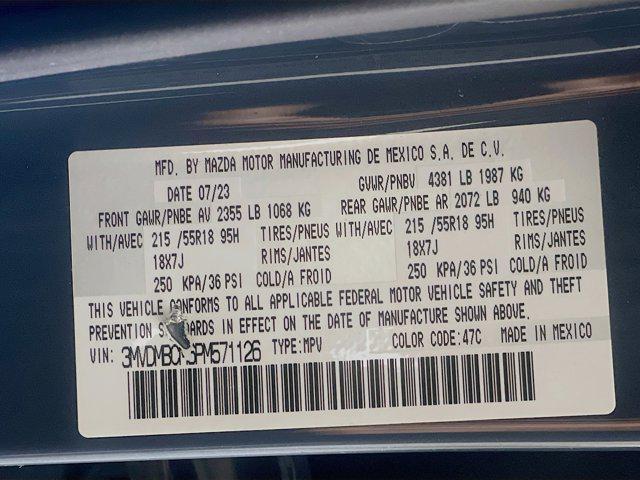 MFD. BY MAZDA MOTOR MANUFACTURING DE MEXICO S.A. DE C.V.
DATE 07/23 GVWR/PNBV 4381 LB 1987 KG
FRONT GAWR/PNBE AV 2355 LB 1068 KG REAR GAWR/PNBE AR 2072 LB 940 KG
WITH/AVEC 215 /55R18 95H TIRES/PNEUS WITH/AVEC 215 /55R18 95H TIRES/PNEUS
18X7J RIMS/JANTES 18X7J RIMS/JANTES
250 KPA/36 PSI COLD/A FROID 250 KPA/36 PSI COLD/A FROID
THIS VEHICLE CONFORMS TO ALL APPLICABLE FEDERAL MOTOR VEHICLE SAFETY AND THEFT
PREVENTION STANDARDS IN EFFECT ON THE DATE OF MANUFACTURE SHOWN ABOVE.
VIN: TYPE:MPV COLOR CODE:47C MADE IN MEXICO